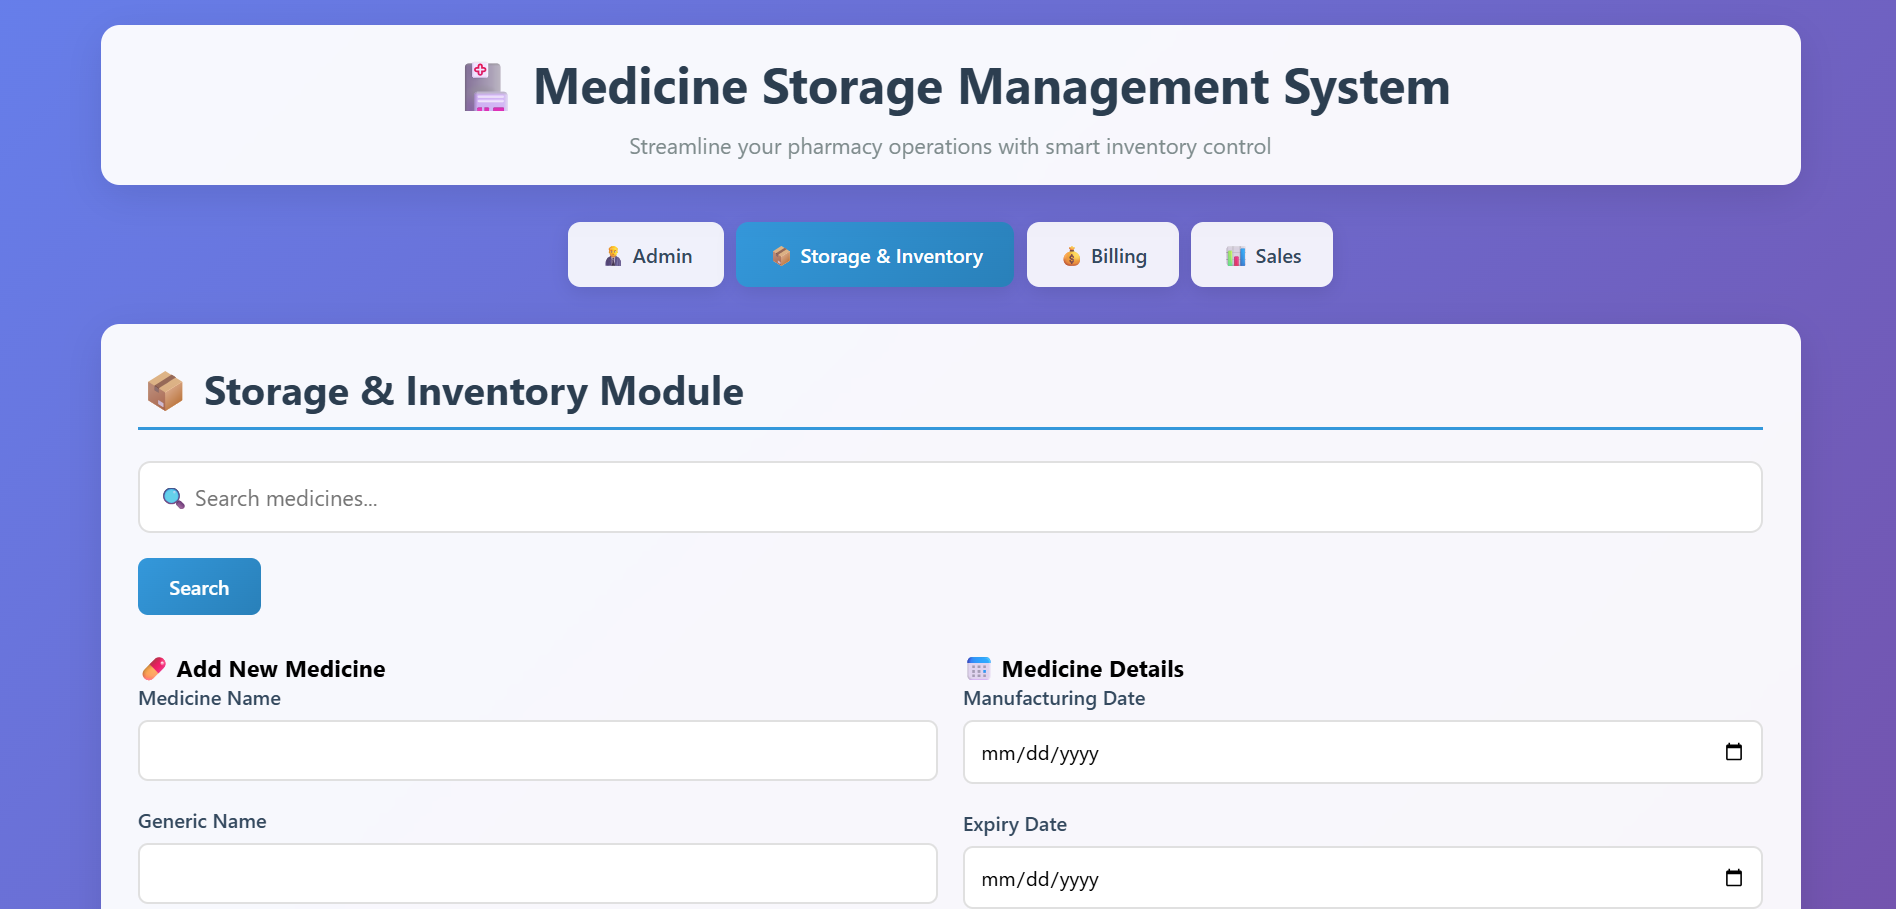 Medicine Storage Management System
Streamline your pharmacy operations with smart inventory control
Admin
Storage & Inventory
Billing
Sales
Storage & Inventory Module
Search medicines...
Search
Add New Medicine
Medicine Name
Generic Name
Medicine Details
Manufacturing Date
mm/dd/yyyy
Expiry Date
mm/dd/yyyy